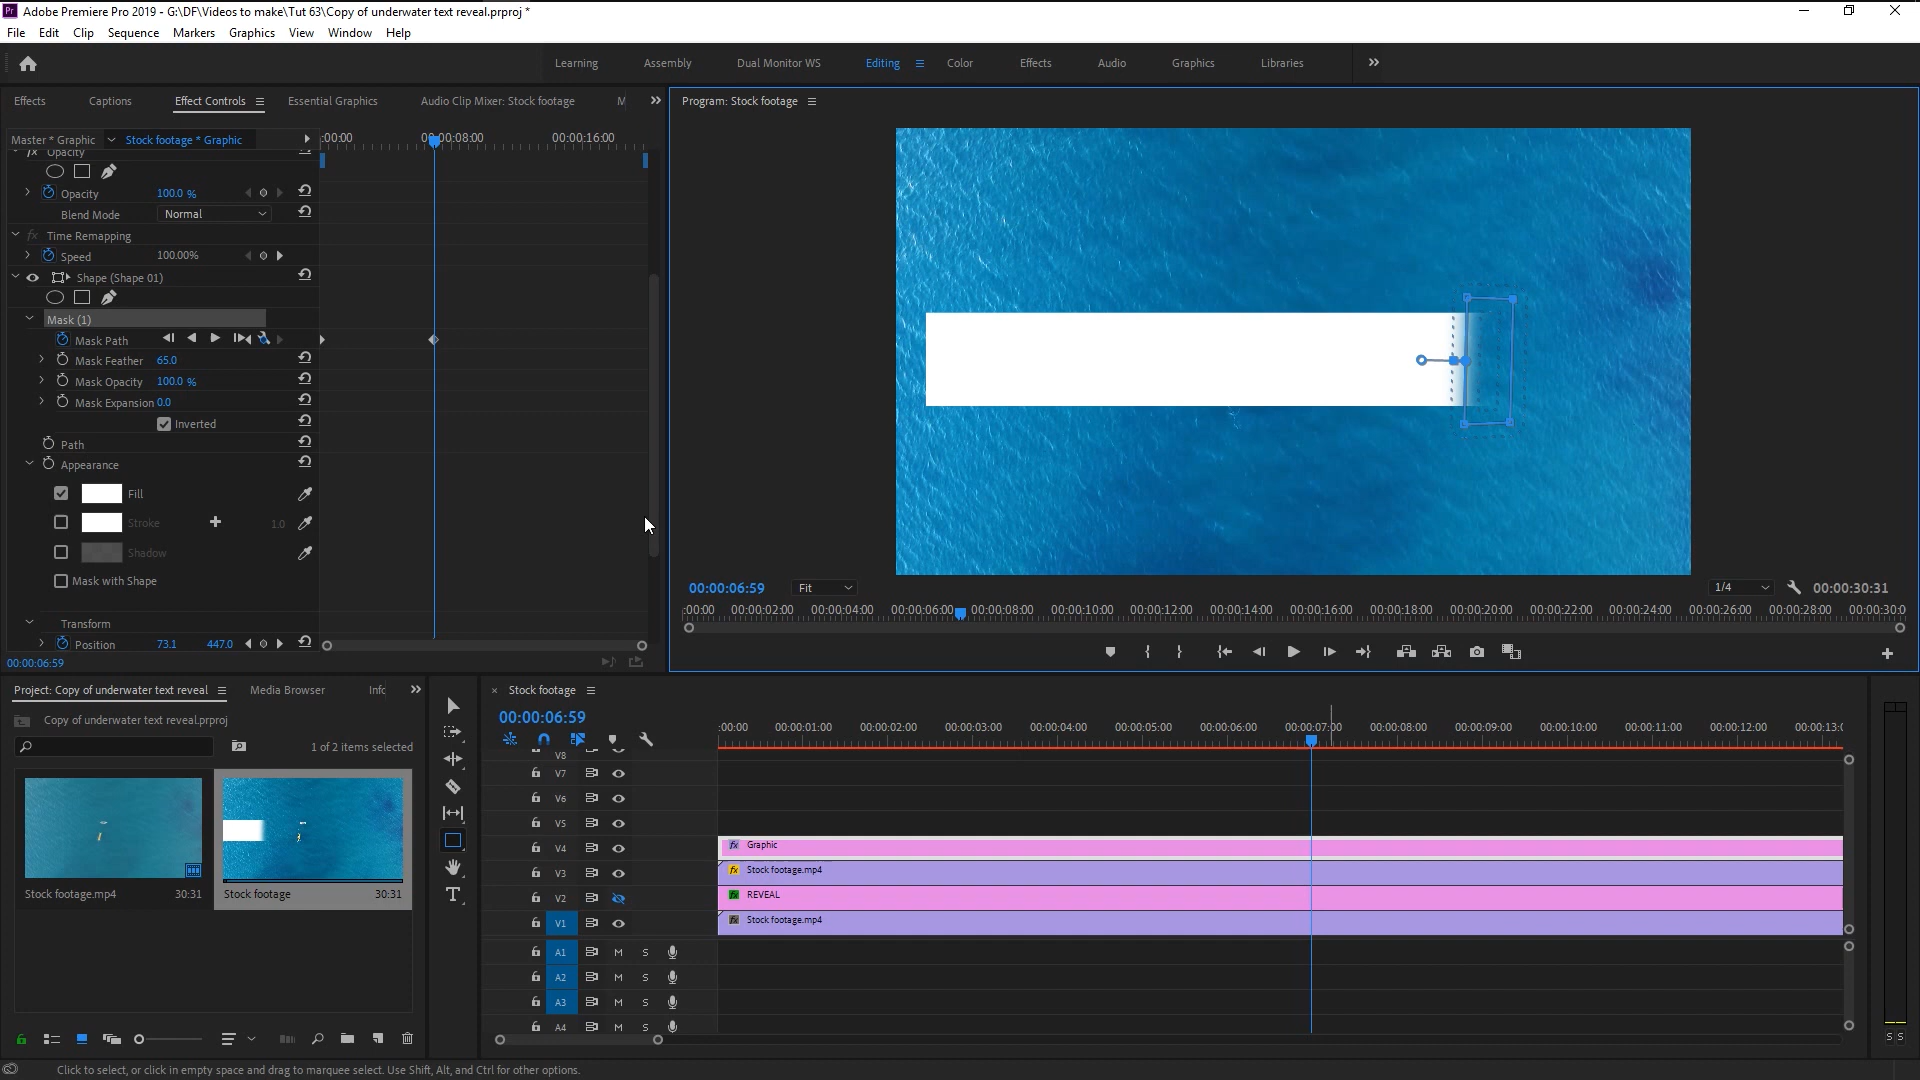 Adobe Premiere Pro 2019 - G:\DF\Videos to make\Tut 63\Copy of underwater text reveal.prproj *
File Edit Clip Sequence Markers Graphics View Window Help
Learning Assembly Dual Monitor WS Editing Color Effects Audio Graphics Libraries
Effects Captions Effect Controls Essential Graphics Audio Clip Mixer: Stock footage M
Program: Stock footage
Master * Graphic Stock footage * Graphic
:00:00 00:00:08:00 00:00:16:00
fx Opacity
Opacity 100.0 %
Blend Mode Normal
fx Time Remapping
Speed 100.00%
Shape (Shape 01)
Mask (1)
Mask Path
Mask Feather 65.0
Mask Opacity 100.0 %
Mask Expansion 0.0
Inverted
Path
Appearance
Fill
Stroke 1.0
Shadow
Mask with Shape
Transform
Position 73.1 447.0
00:00:06:59
00:00:06:59 Fit 1/4 00:00:30:31
:00:00 00:00:02:00 00:00:04:00 00:00:06:00 00:00:08:00 00:00:10:00 00:00:12:00 00:00:14:00 00:00:16:00 00:00:18:00 00:00:20:00 00:00:22:00 00:00:24:00 00:00:26:00 00:00:28:00 00:00:30:0
Project: Copy of underwater text reveal Media Browser Info
Copy of underwater text reveal.prproj
1 of 2 items selected
Stock footage.mp4 30:31
Stock footage 30:31
× Stock footage
00:00:06:59
:00:00 00:00:01:00 00:00:02:00 00:00:03:00 00:00:04:00 00:00:05:00 00:00:06:00 00:00:07:00 00:00:08:00 00:00:09:00 00:00:10:00 00:00:11:00 00:00:12:00 00:00:13:0
V8
V7
V6
V5
V4 fx Graphic
V3 fx Stock footage.mp4
V2 fx REVEAL
V1 fx Stock footage.mp4
A1 M S
A2 M S
A3 M S
A4 M S
T
S S
Click to select, or click in empty space and drag to marquee select. Use Shift, Alt, and Ctrl for other options.